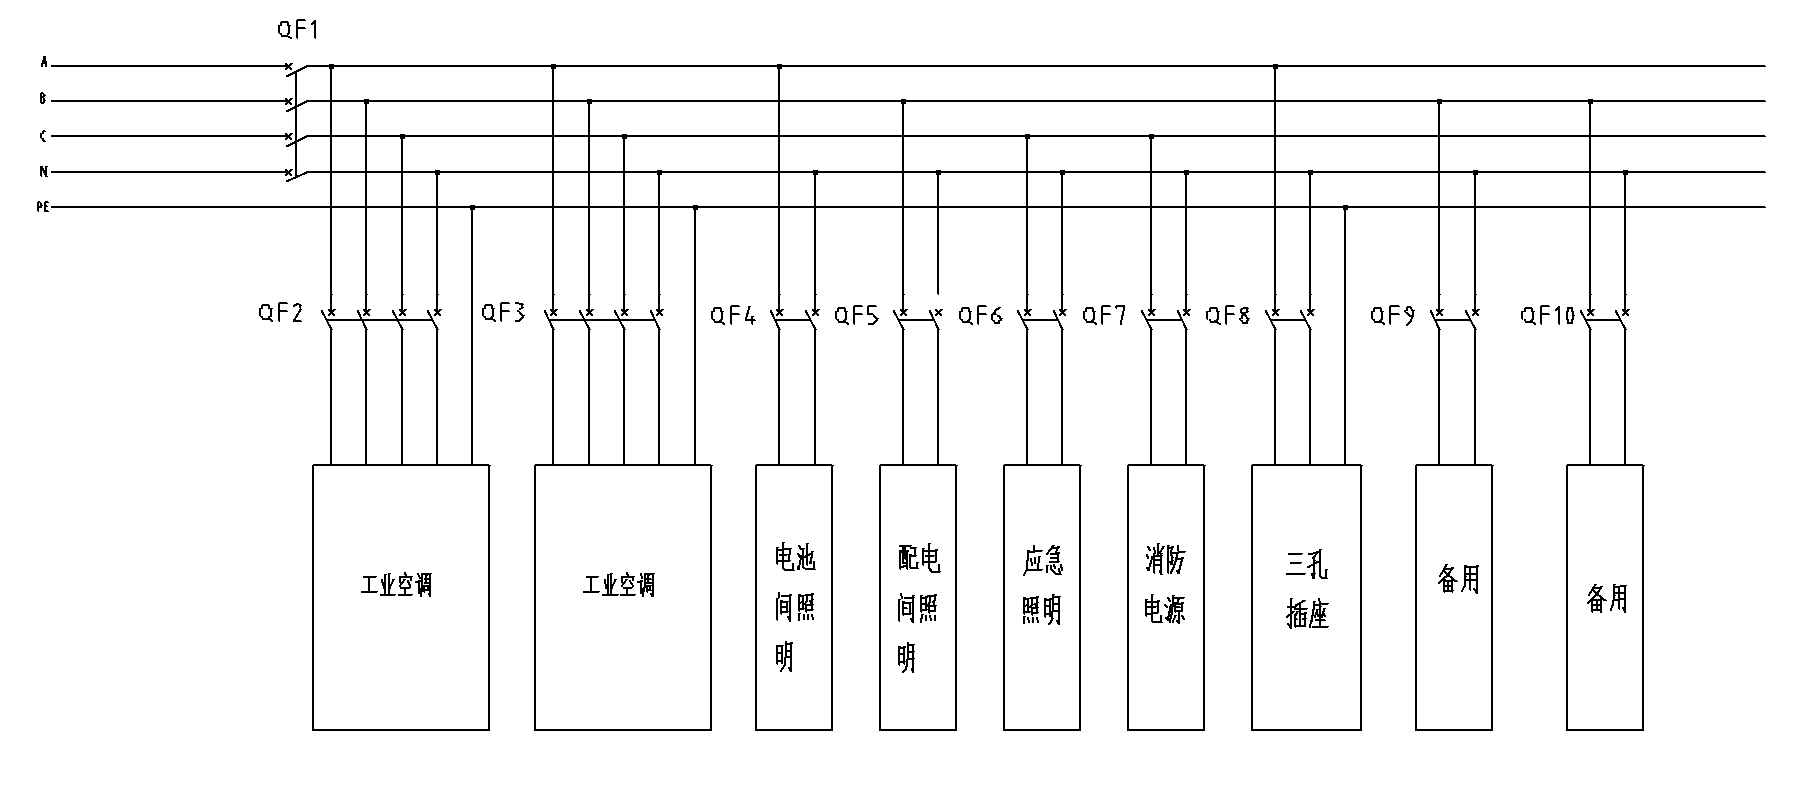 QF1
A
B
C
N
PE
QF2
QF3
QF4
QF5
QF6
QF7
QF8
QF9
QF10
工业空调
工业空调
电池
间照
明
配电
间照
明
应急
照明
消防
电源
三孔
插座
备用
备用